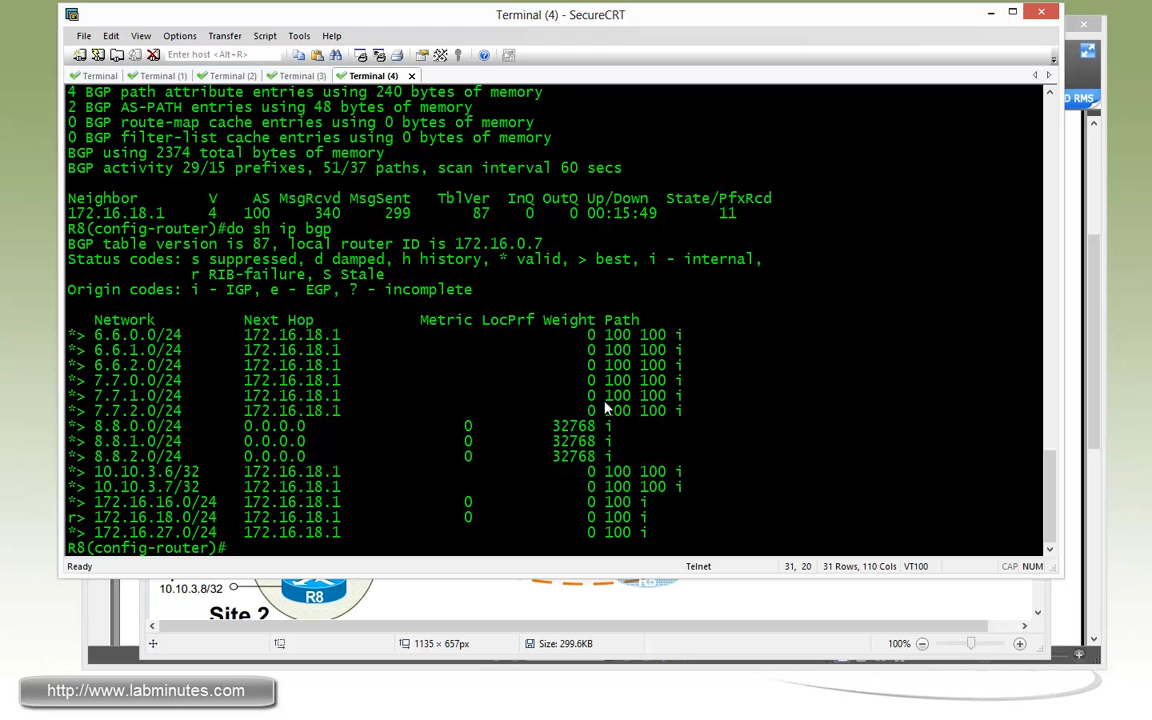 Terminal (4) - SecureCRT
File Edit View Options Transfer Script Tools Help
Enter host <Alt+R>
Terminal Terminal (1) Terminal (2) Terminal (3) Terminal (4)
4 BGP path attribute entries using 240 bytes of memory
2 BGP AS-PATH entries using 48 bytes of memory
0 BGP route-map cache entries using 0 bytes of memory
0 BGP filter-list cache entries using 0 bytes of memory
BGP using 2374 total bytes of memory
BGP activity 29/15 prefixes, 51/37 paths, scan interval 60 secs
Neighbor V AS MsgRcvd MsgSent TblVer InQ OutQ Up/Down State/PfxRcd
172.16.18.1 4 100 340 299 87 0 0 00:15:49 11
R8(config-router)#do sh ip bgp
BGP table version is 87, local router ID is 172.16.0.7
Status codes: s suppressed, d damped, h history, * valid, > best, i - internal,
r RIB-failure, S Stale
Origin codes: i - IGP, e - EGP, ? - incomplete
Network Next Hop Metric LocPrf Weight Path
*> 6.6.0.0/24 172.16.18.1 0 100 100 i
*> 6.6.1.0/24 172.16.18.1 0 100 100 i
*> 6.6.2.0/24 172.16.18.1 0 100 100 i
*> 7.7.0.0/24 172.16.18.1 0 100 100 i
*> 7.7.1.0/24 172.16.18.1 0 100 100 i
*> 7.7.2.0/24 172.16.18.1 0 100 100 i
*> 8.8.0.0/24 0.0.0.0 0 32768 i
*> 8.8.1.0/24 0.0.0.0 0 32768 i
*> 8.8.2.0/24 0.0.0.0 0 32768 i
*> 10.10.3.6/32 172.16.18.1 0 100 100 i
*> 10.10.3.7/32 172.16.18.1 0 100 100 i
*> 172.16.16.0/24 172.16.18.1 0 0 100 i
r> 172.16.18.0/24 172.16.18.1 0 0 100 i
*> 172.16.27.0/24 172.16.18.1 0 100 i
R8(config-router)#
Ready Telnet 31, 20 31 Rows, 110 Cols VT100 CAP NUM
D RMS
10.10.3.8/32
R8
Site 2
1135 × 657px Size: 299.6KB 100%
http://www.labminutes.com